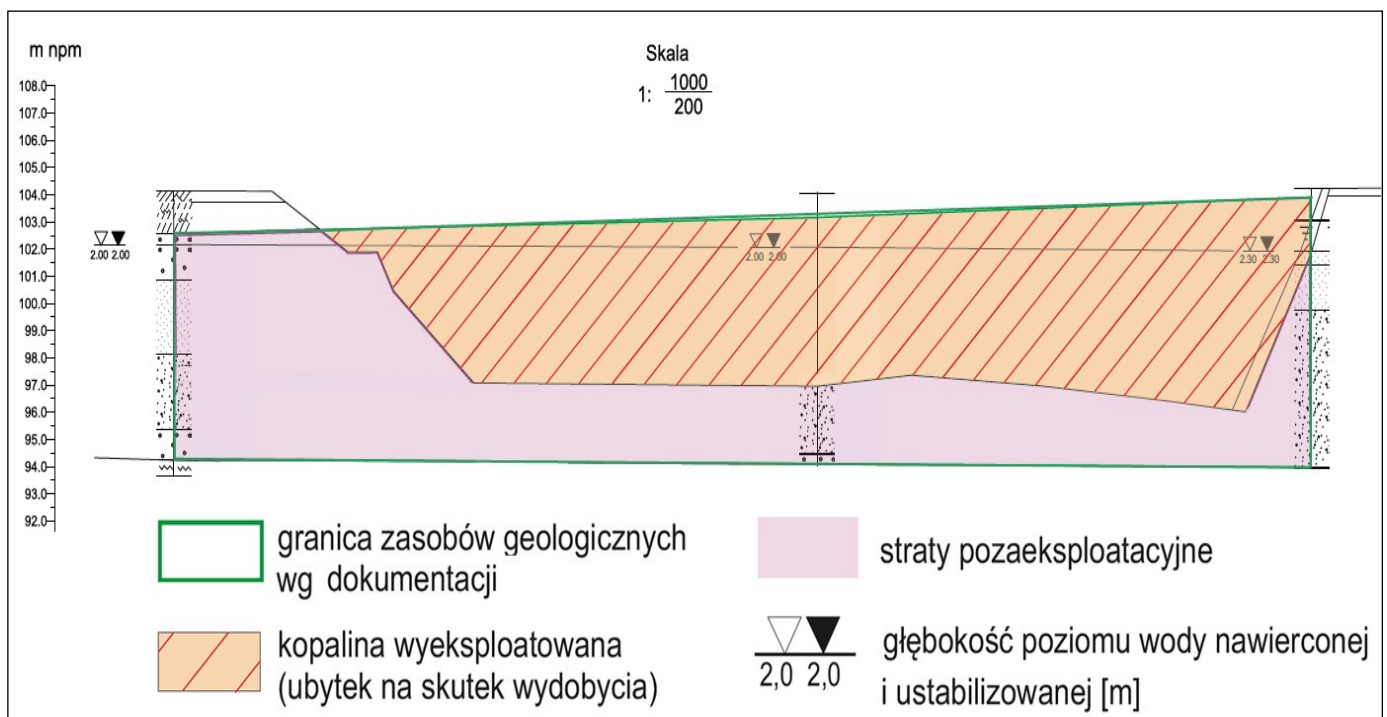 m npm
Skala
1: 1000
200
108.0
107.0
106.0
105.0
104.0
103.0
102.0
101.0
100.0
99.0
98.0
97.0
96.0
95.0
94.0
93.0
92.0
2.00 2.00
2.00 2.00
2.30 2.30
granica zasobów geologicznych
wg dokumentacji
straty pozaeksploatacyjne
kopalina wyeksploatowana
(ubytek na skutek wydobycia)
2,0 2,0
głębokość poziomu wody nawierconej
i ustabilizowanej [m]